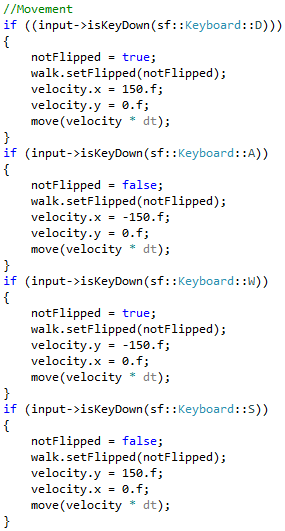 //Movement
if ((input->isKeyDown(sf::Keyboard::D)))
{
    notFlipped = true;
    walk.setFlipped(notFlipped);
    velocity.x = 150.f;
    velocity.y = 0.f;
    move(velocity * dt);
}
if (input->isKeyDown(sf::Keyboard::A))
{
    notFlipped = false;
    walk.setFlipped(notFlipped);
    velocity.x = -150.f;
    velocity.y = 0.f;
    move(velocity * dt);
}
if (input->isKeyDown(sf::Keyboard::W))
{
    notFlipped = true;
    walk.setFlipped(notFlipped);
    velocity.y = -150.f;
    velocity.x = 0.f;
    move(velocity * dt);
}
if (input->isKeyDown(sf::Keyboard::S))
{
    notFlipped = false;
    walk.setFlipped(notFlipped);
    velocity.y = 150.f;
    velocity.x = 0.f;
    move(velocity * dt);
}